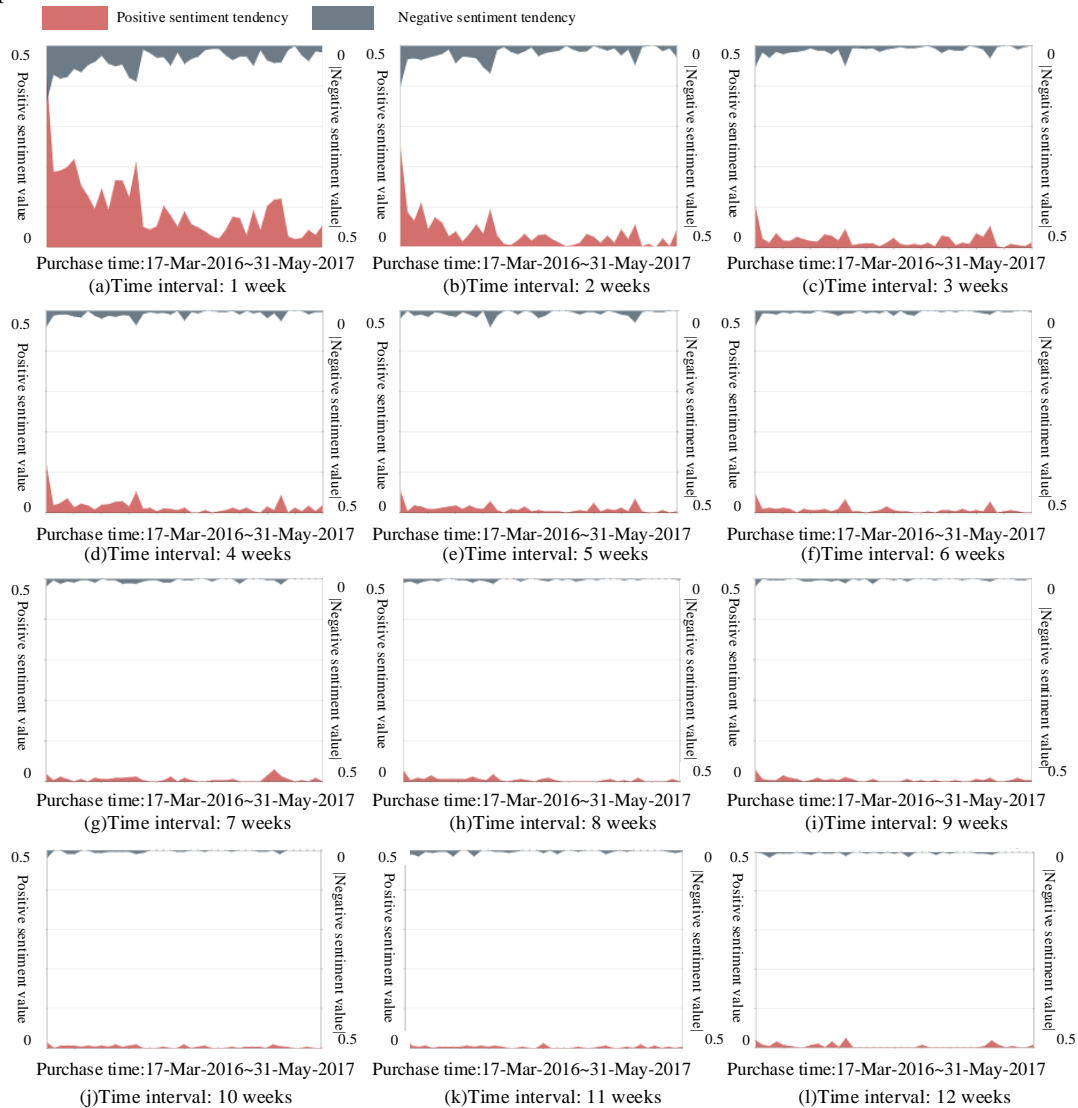 Positive sentiment tendency
Negative sentiment tendency
0.5
Positive sentiment value
0
0
|Negative sentiment value|
0.5
Purchase time:17-Mar-2016~31-May-2017
(a)Time interval: 1 week
0.5
Positive sentiment value
0
0
|Negative sentiment value|
0.5
Purchase time:17-Mar-2016~31-May-2017
(b)Time interval: 2 weeks
0.5
Positive sentiment value
0
0
|Negative sentiment value|
0.5
Purchase time:17-Mar-2016~31-May-2017
(c)Time interval: 3 weeks
0.5
Positive sentiment value
0
0
|Negative sentiment value|
0.5
Purchase time:17-Mar-2016~31-May-2017
(d)Time interval: 4 weeks
0.5
Positive sentiment value
0
0
|Negative sentiment value|
0.5
Purchase time:17-Mar-2016~31-May-2017
(e)Time interval: 5 weeks
0.5
Positive sentiment value
0
0
|Negative sentiment value|
0.5
Purchase time:17-Mar-2016~31-May-2017
(f)Time interval: 6 weeks
0.5
Positive sentiment value
0
0
|Negative sentiment value|
0.5
Purchase time:17-Mar-2016~31-May-2017
(g)Time interval: 7 weeks
0.5
Positive sentiment value
0
0
|Negative sentiment value|
0.5
Purchase time:17-Mar-2016~31-May-2017
(h)Time interval: 8 weeks
0.5
Positive sentiment value
0
0
|Negative sentiment value|
0.5
Purchase time:17-Mar-2016~31-May-2017
(i)Time interval: 9 weeks
0.5
Positive sentiment value
0
0
|Negative sentiment value|
0.5
Purchase time:17-Mar-2016~31-May-2017
(j)Time interval: 10 weeks
0.5
Positive sentiment value
0
0
|Negative sentiment value|
0.5
Purchase time:17-Mar-2016~31-May-2017
(k)Time interval: 11 weeks
0.5
Positive sentiment value
0
0
|Negative sentiment value|
0.5
Purchase time:17-Mar-2016~31-May-2017
(l)Time interval: 12 weeks